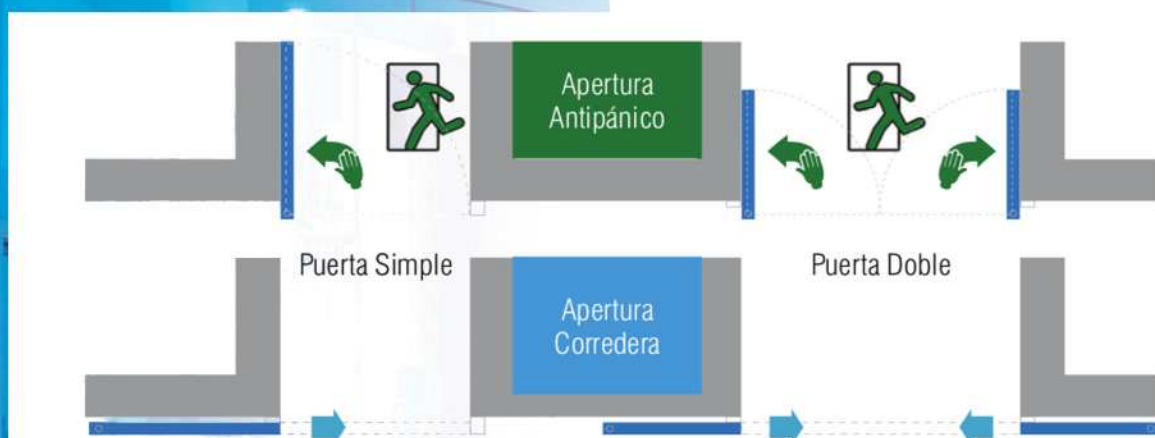 Apertura
Antipánico
Puerta Simple
Puerta Doble
Apertura
Corredera